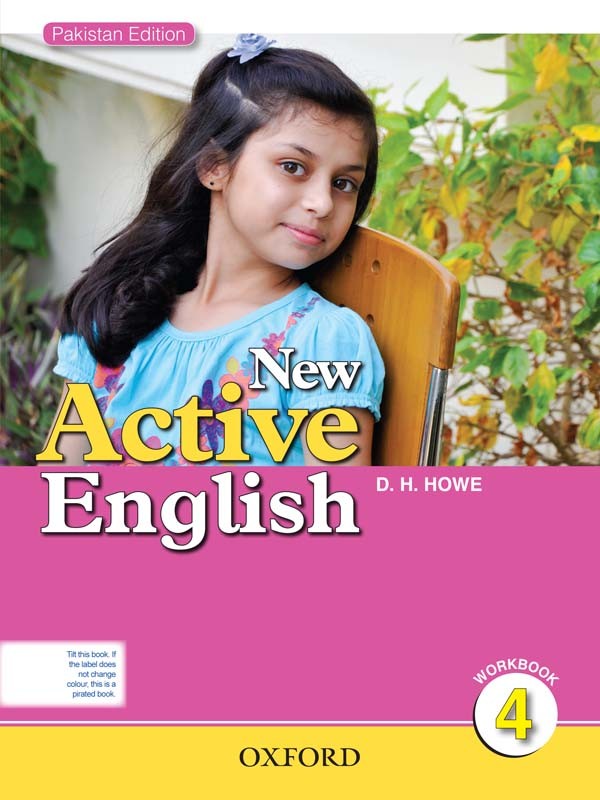 Pakistan Edition
New
Active
English
D. H. HOWE
Tilt this book. If
the label does
not change
colour, this is a
pirated book.
WORKBOOK
4
OXFORD